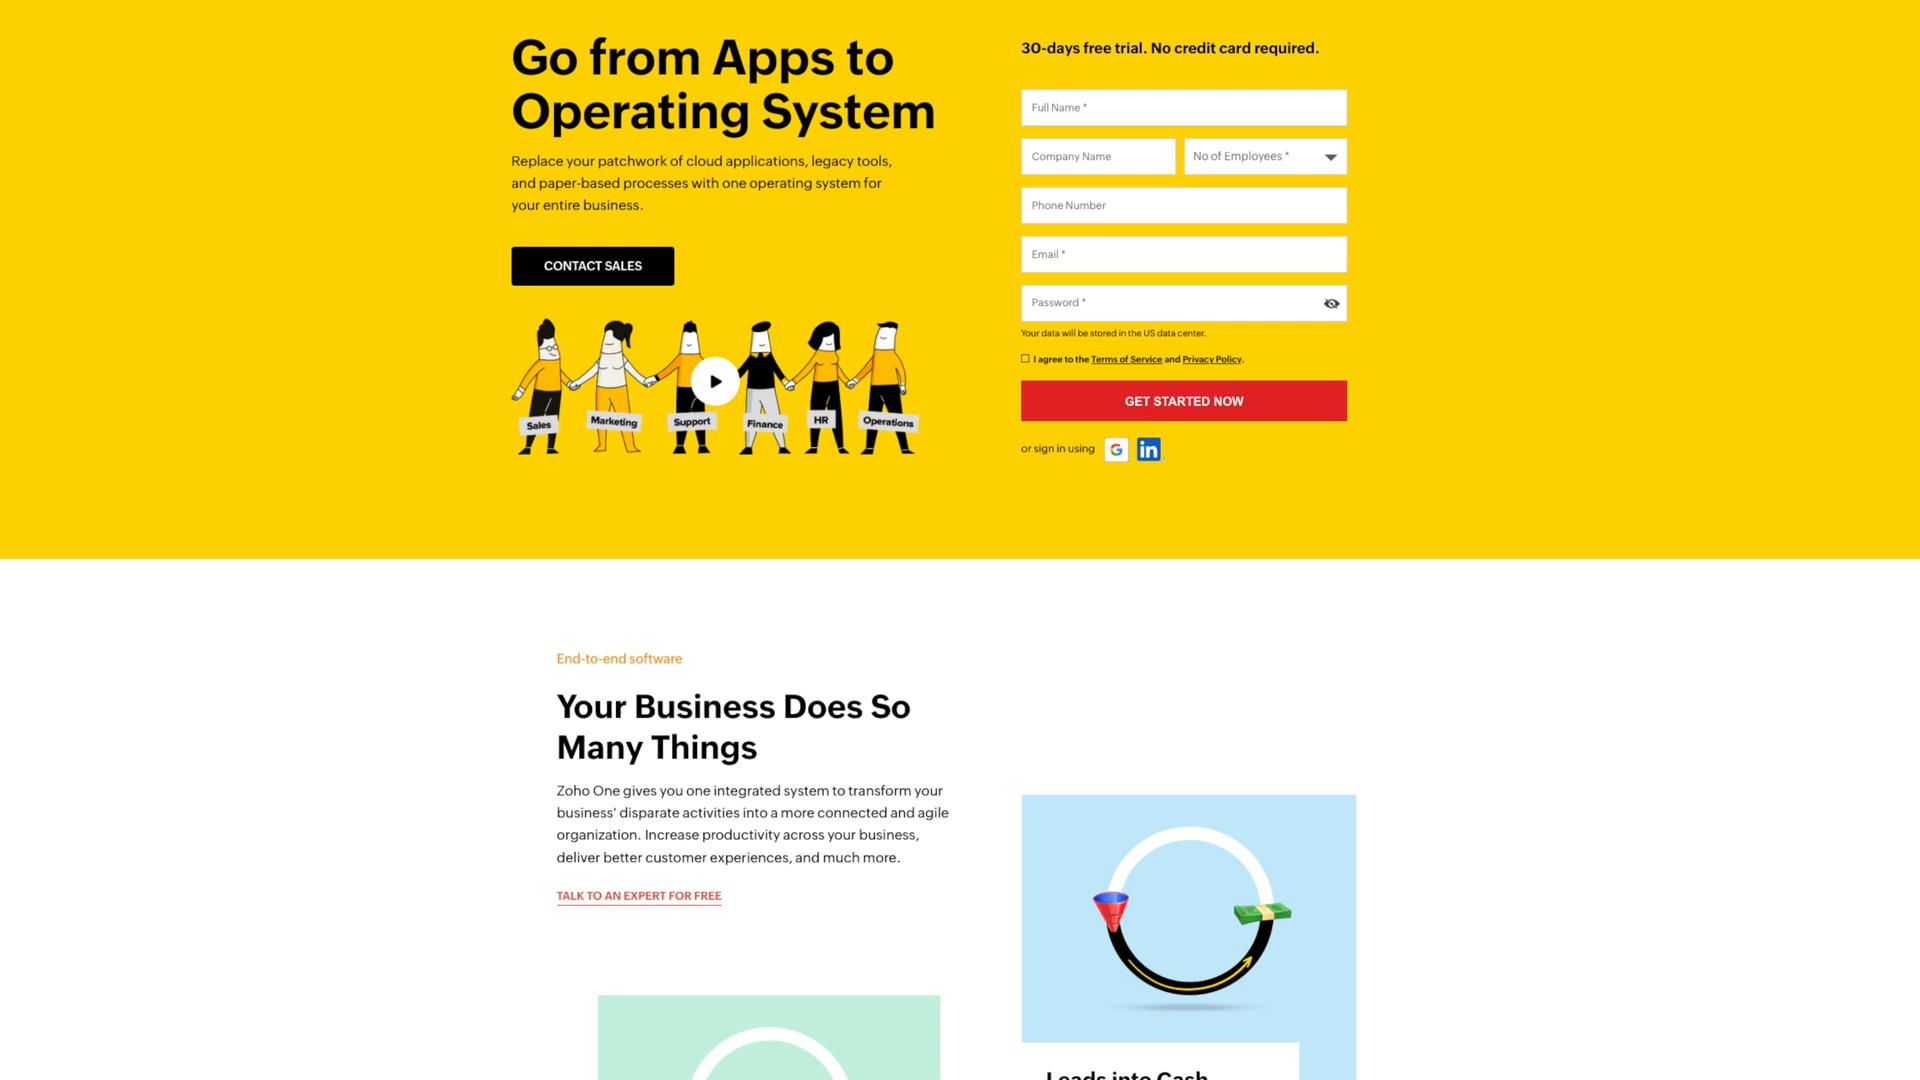 Go from Apps to
Operating System
Replace your patchwork of cloud applications, legacy tools,
and paper-based processes with one operating system for
your entire business.
CONTACT SALES
Sales
Marketing
Support
Finance
HR
Operations
30-days free trial. No credit card required.
Full Name *
Company Name
No of Employees *
Phone Number
Email *
Password *
Your data will be stored in the US data center.
I agree to the Terms of Service and Privacy Policy.
GET STARTED NOW
or sign in using
G
in
End-to-end software
Your Business Does So
Many Things
Zoho One gives you one integrated system to transform your
business' disparate activities into a more connected and agile
organization. Increase productivity across your business,
deliver better customer experiences, and much more.
TALK TO AN EXPERT FOR FREE
Leads into Cash